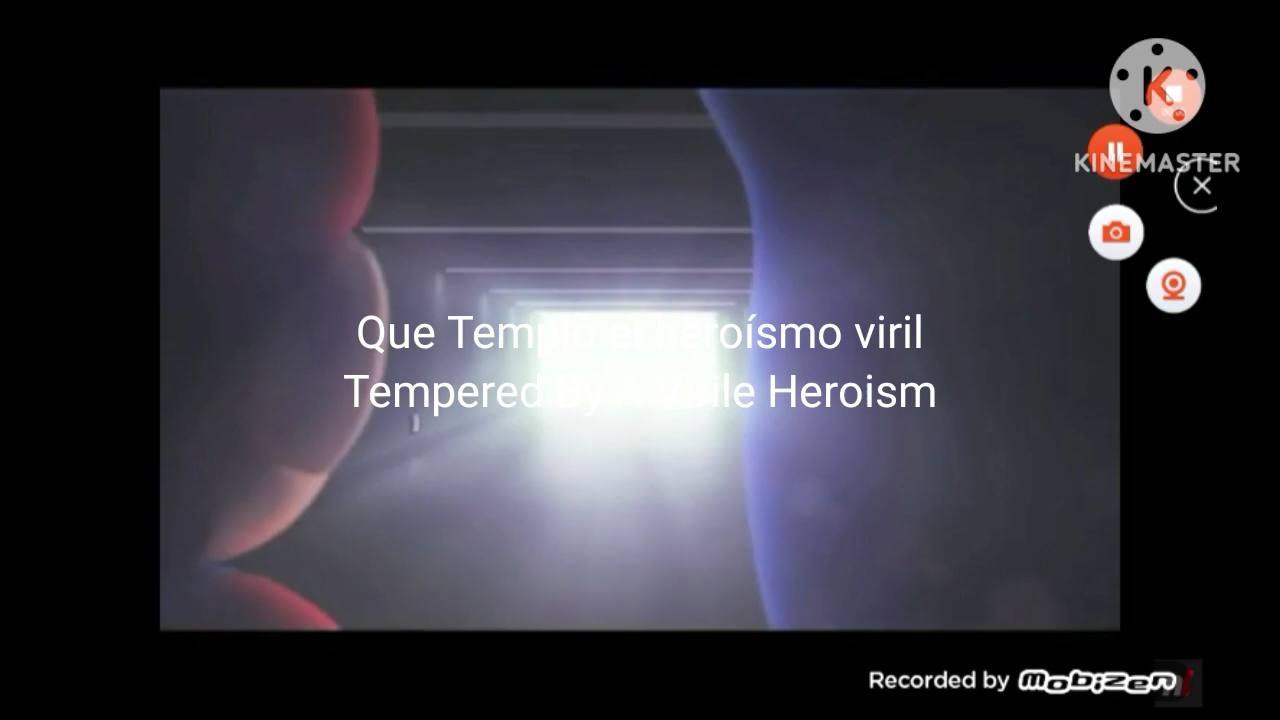 KINEMASTER
Que Templo el heroísmo viril
Tempered By A Virile Heroism
Recorded by mobizen